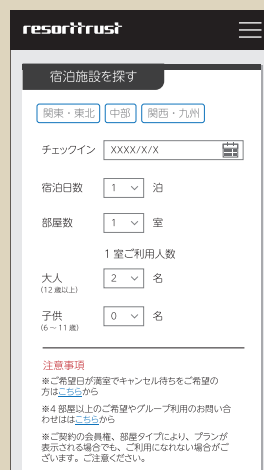 resorttrust
宿泊施設を探す
関東・東北 中部 関西・九州
チェックイン XXXX/X/X
宿泊日数 1 泊
部屋数 1 室
1室ご利用人数
大人 2 名
(12歳以上)
子供 0 名
(6〜11歳)
注意事項
※ご希望日が満室でキャンセル待ちをご希望の
方はこちらから
※4部屋以上のご希望やグループ利用のお問い合
わせははこちらから
※ご契約の会員権、部屋タイプにより、プランが
表示される場合でも、ご利用になれない場合がご
ざいます。ご注意ください。